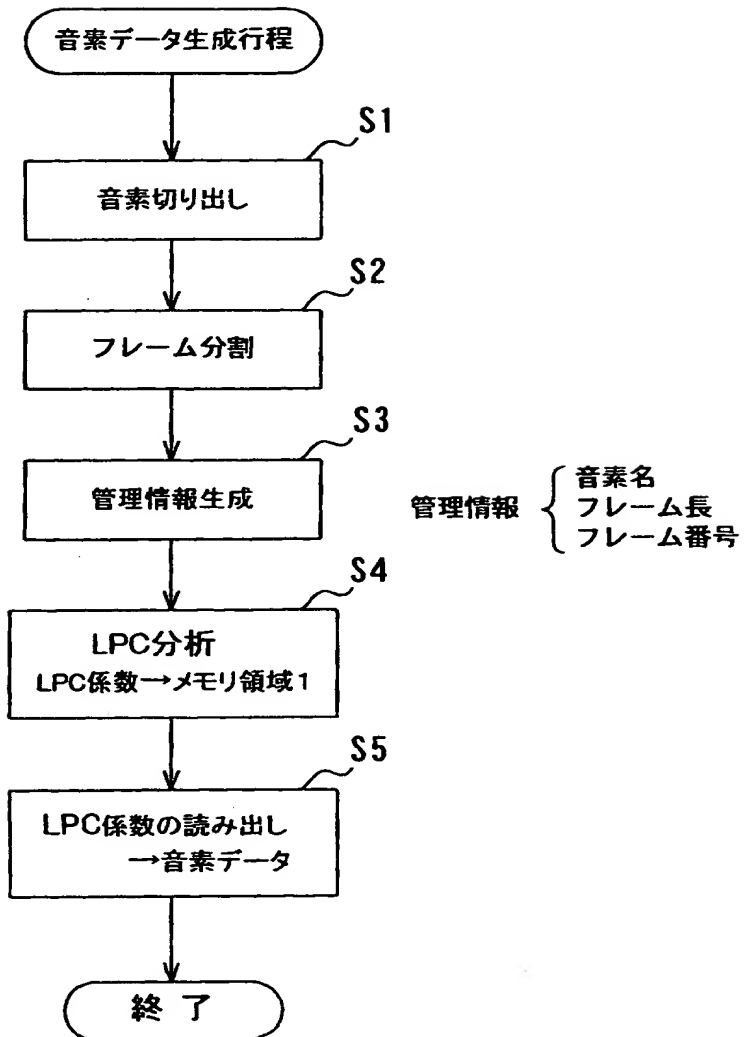 音素データ生成行程
S1
音素切り出し
S2
フレーム分割
S3
管理情報生成
管理情報
音素名
フレーム長
フレーム番号
S4
LPC分析
LPC係数→メモリ領域1
S5
LPC係数の読み出し
→音素データ
終了